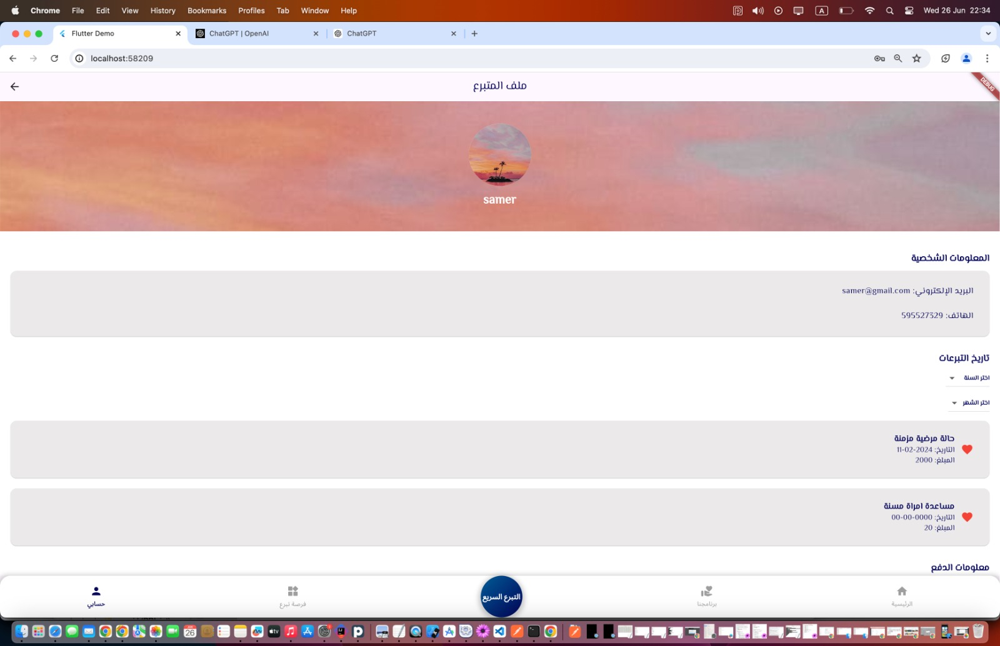 Chrome File Edit View History Bookmarks Profiles Tab Window Help
A
Wed 26 Jun 22:34
Flutter Demo
ChatGPT | OpenAI
ChatGPT
localhost:58209
ملف المتبرع
DEBUG
samer
المعلومات الشخصية
البريد الإلكتروني: samer@gmail.com
الهاتف: 595527329
تاريخ التبرعات
اختر السنة
اختر الشهر
حالة مرضية مزمنة
التاريخ: 2024-02-11
المبلغ: 2000
مساعدة امراة مسنة
التاريخ: 0000-00-00
المبلغ: 20
معلومات الدفع
الرئيسية
برنامجنا
التبرع السريع
فرصة تبرع
حسابي
26
tv